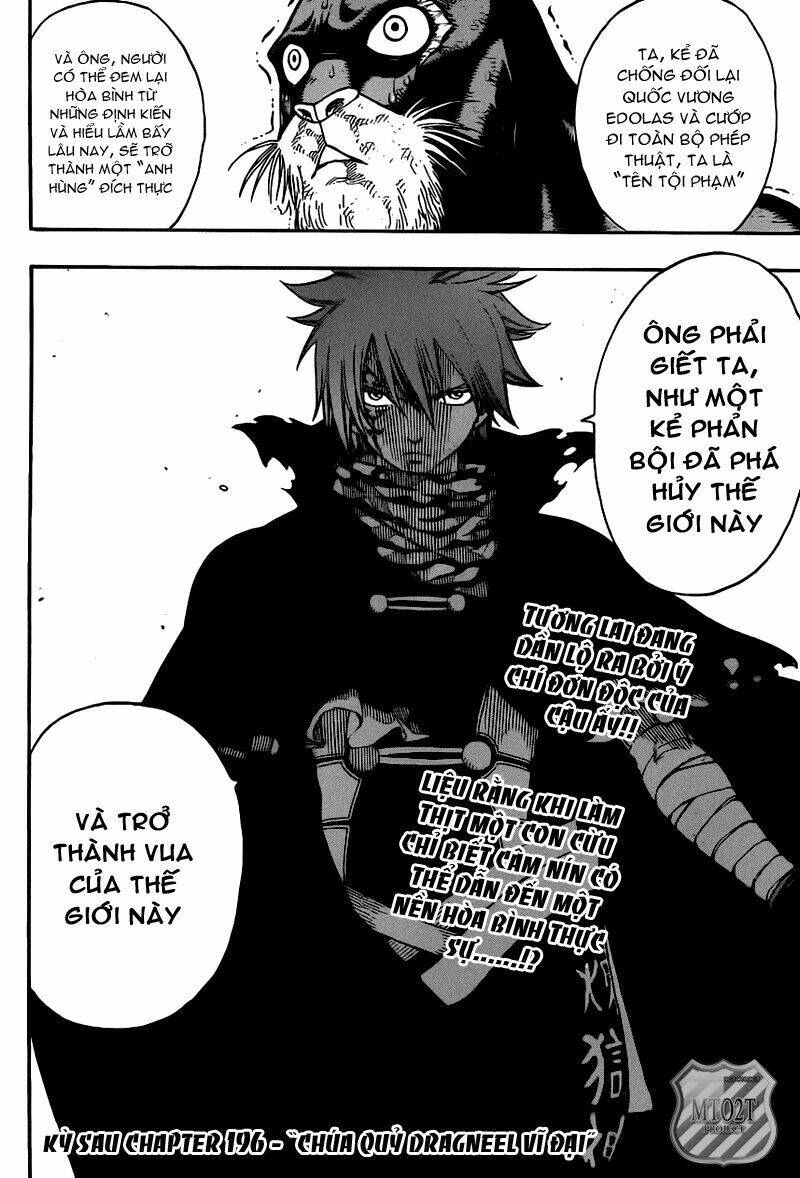 TA, KẺ ĐÃ
CHỐNG ĐỐI LẠI
QUỐC VƯƠNG
EDOLAS VÀ CƯỚP
ĐI TOÀN BỘ PHÉP
THUẬT, TA LÀ
"TÊN TỘI PHẠM"
VÀ ÔNG, NGƯỜI
CÓ THỂ ĐEM LẠI
HÒA BÌNH TỪ
NHỮNG ĐỊNH KIẾN
VÀ HIỂU LẦM BẤY
LÂU NAY, SẼ TRỞ
THÀNH MỘT "ANH
HÙNG" ĐÍCH THỰC
ÔNG PHẢI
GIẾT TA,
NHƯ MỘT
KẺ PHẢN
BỘI ĐÃ PHÁ
HỦY THẾ
GIỚI NÀY
TƯƠNG LAI ĐANG
DẦN LỘ RA BỞI Ý
CHÍ ĐƠN ĐỘC CỦA
CẬU ẤY!!
LIỆU RẰNG KHI LÀM
THỊT MỘT CON CỪU
CHỈ BIẾT CÂM NÍN CÓ
THỂ DẪN ĐẾN MỘT
NỀN HÒA BÌNH THỰC
SỰ......!?
VÀ TRỞ
THÀNH VUA
CỦA THẾ
GIỚI NÀY
KỲ SAU CHAPTER 196 - "CHÚA QUỶ DRAGNEEL VĨ ĐẠI"
MT02T
PROJECT